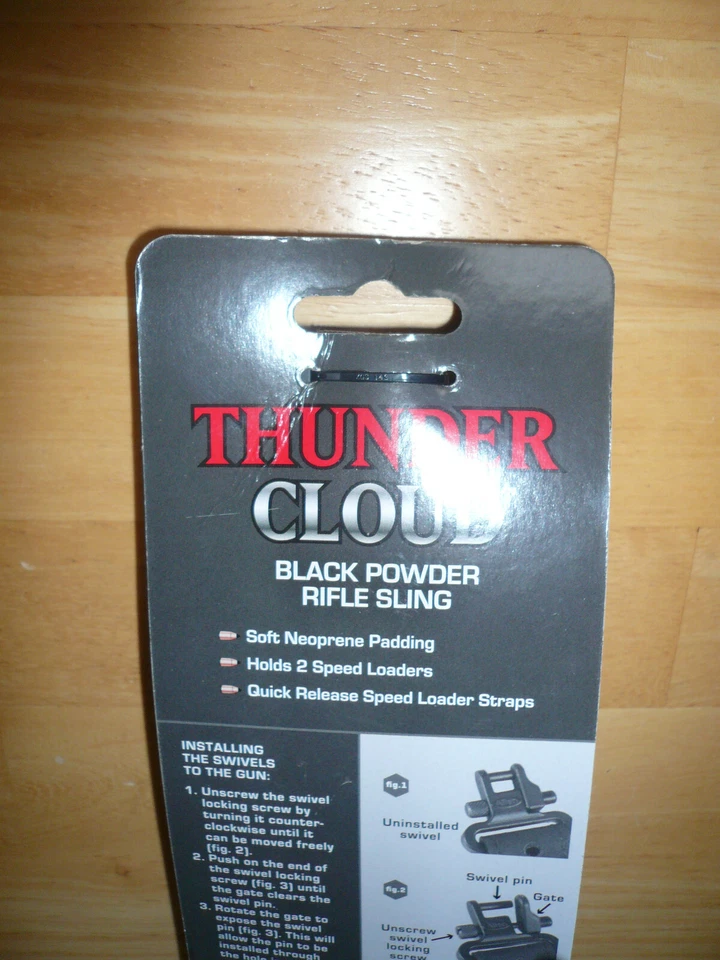 THUNDER
CLOUD
BLACK POWDER
RIFLE SLING
Soft Neoprene Padding
Holds 2 Speed Loaders
Quick Release Speed Loader Straps
INSTALLING
THE SWIVELS
TO THE GUN:
1. Unscrew the swivel
locking screw by
turning it counter-
clockwise until it
can be moved freely
(fig. 2).
2. Push on the end of
the swivel locking
screw (fig. 3) until
the gate clears the
swivel pin.
3. Rotate the gate to
expose the swivel
pin (fig. 3). This will
allow the pin to be
installed through
the hole
fig.1
Uninstalled
swivel
fig.2
Swivel pin
Gate
Unscrew
swivel
locking
screw